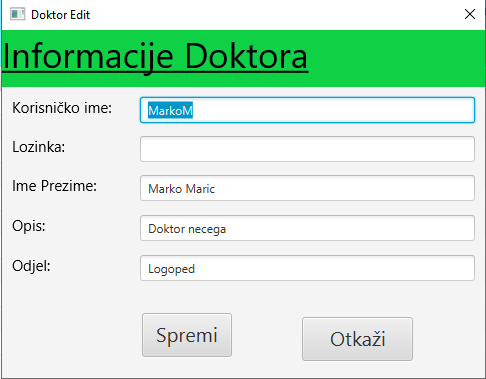 Doktor Edit
Informacije Doktora
Korisničko ime: MarkoM
Lozinka:
Ime Prezime: Marko Maric
Opis: Doktor necega
Odjel: Logoped
Spremi Otkaži